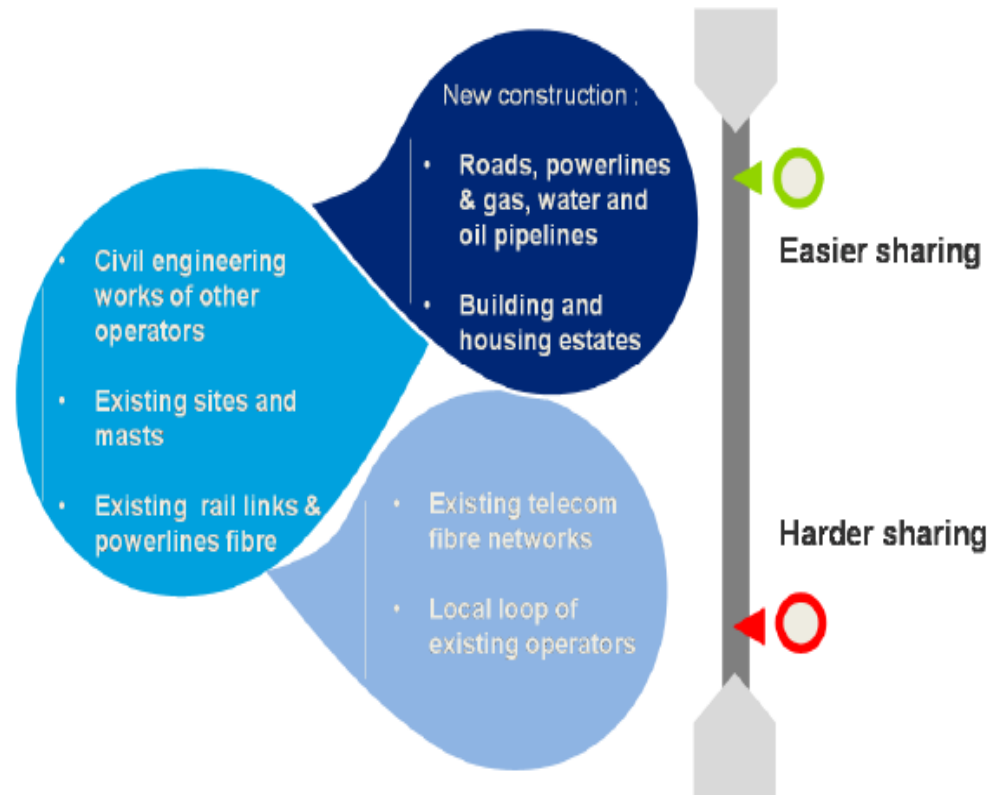 New construction :
• Roads, powerlines
& gas, water and
oil pipelines
• Building and
housing estates
• Civil engineering
works of other
operators
• Existing sites and
masts
• Existing rail links &
powerlines fibre
• Existing telecom
fibre networks
• Local loop of
existing operators
Easier sharing
Harder sharing